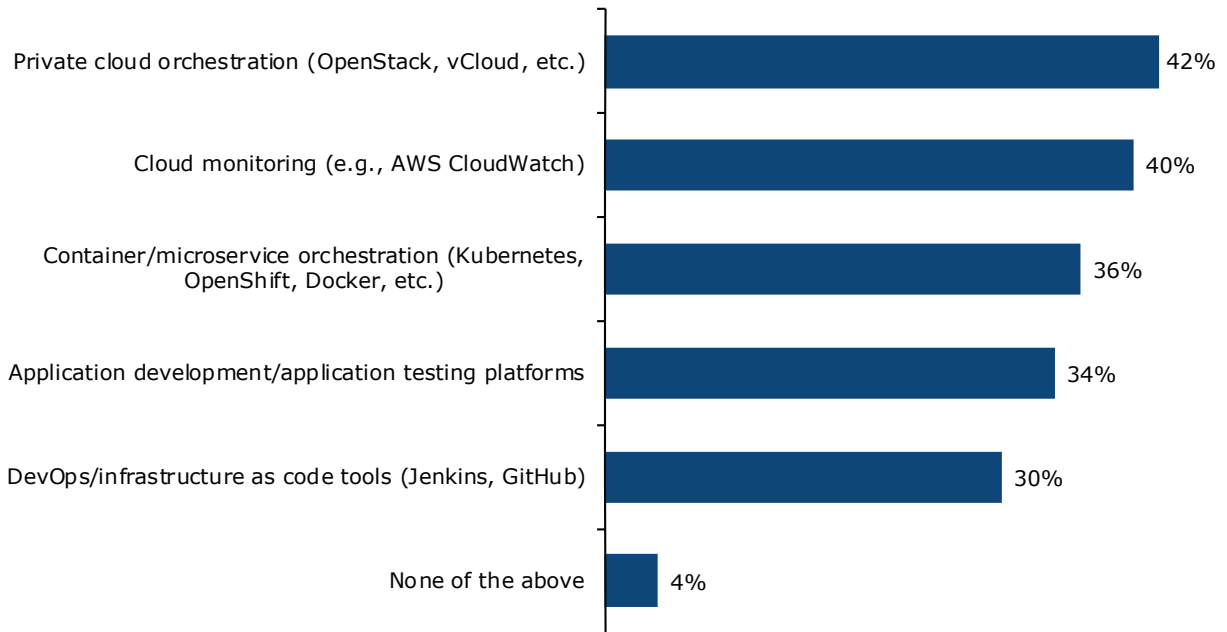 Private cloud orchestration (OpenStack, vCloud, etc.)
42%
Cloud monitoring (e.g., AWS CloudWatch)
40%
Container/microservice orchestration (Kubernetes,
OpenShift, Docker, etc.)
36%
Application development/application testing platforms
34%
DevOps/infrastructure as code tools (Jenkins, GitHub)
30%
None of the above
4%